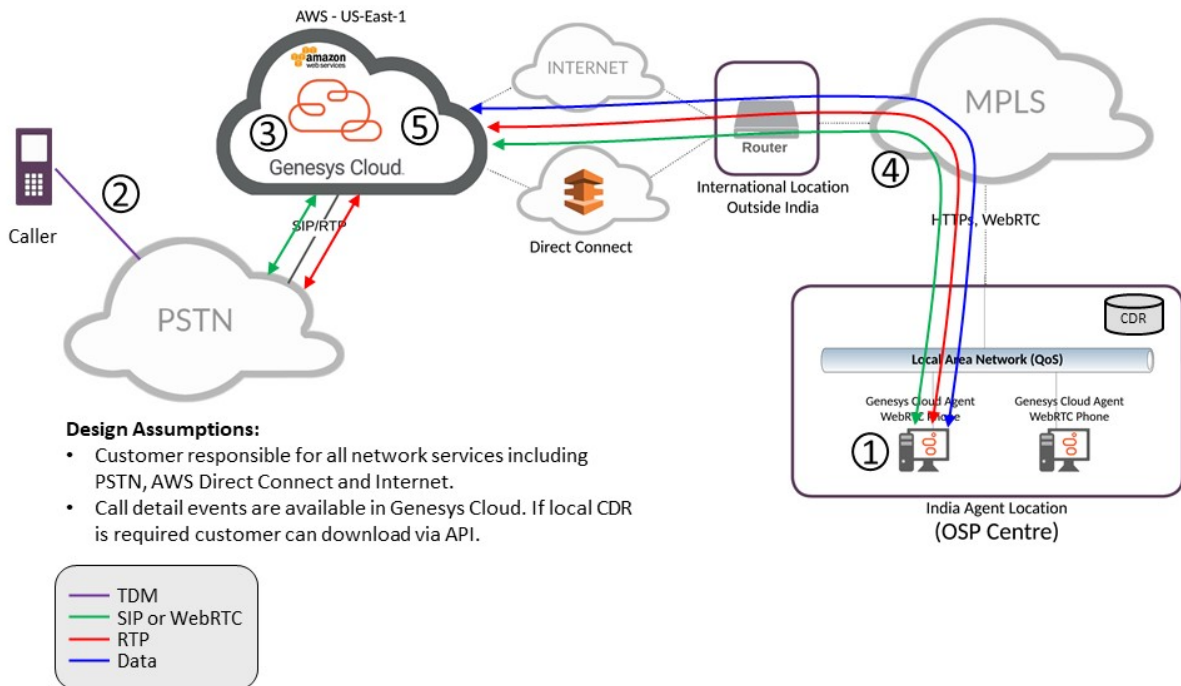 AWS - US-East-1
amazon
web services
③
⑤
Genesys Cloud.
INTERNET
Router
International Location
Outside India
MPLS
④
Direct Connect
HTTPs, WebRTC
②
Caller
SIP/RTP
PSTN
CDR
Local Area Network (QoS)
Genesys Cloud Agent
WebRTC Phone
Genesys Cloud Agent
WebRTC Phone
①
India Agent Location
(OSP Centre)
Design Assumptions:
• Customer responsible for all network services including
PSTN, AWS Direct Connect and Internet.
• Call detail events are available in Genesys Cloud. If local CDR
is required customer can download via API.
TDM
SIP or WebRTC
RTP
Data